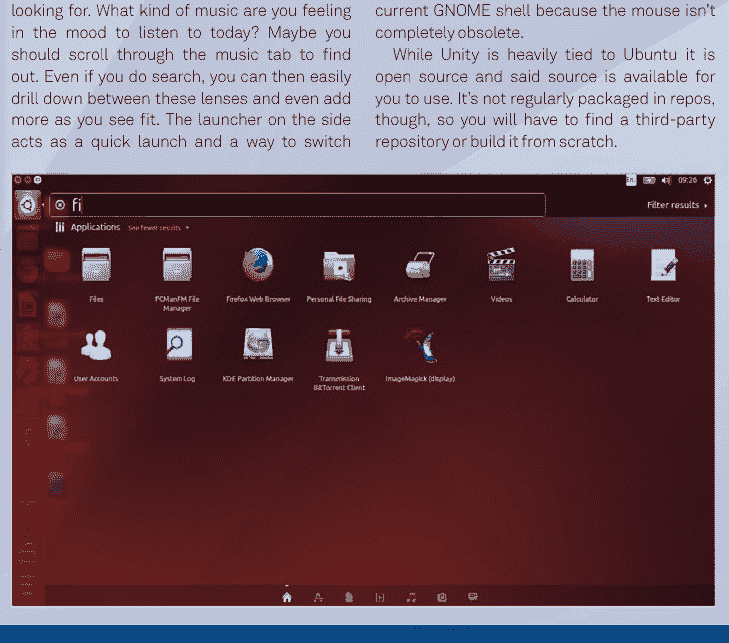 looking for. What kind of music are you feeling
in the mood to listen to today? Maybe you
should scroll through the music tab to find
out. Even if you do search, you can then easily
drill down between these lenses and even add
more as you see fit. The launcher on the side
acts as a quick launch and a way to switch
current GNOME shell because the mouse isn't
completely obsolete.
While Unity is heavily tied to Ubuntu it is
open source and said source is available for
you to use. It's not regularly packaged in repos,
though, so you will have to find a third-party
repository or build it from scratch.
09:26
fi
Filter results
Applications See fewer results
Files
PCManFM File
Manager
Firefox Web Browser
Personal File Sharing
Archive Manager
Videos
Calculator
Text Editor
User Accounts
System Log
KDE Partition Manager
Transmission
BitTorrent Client
ImageMagick (display)